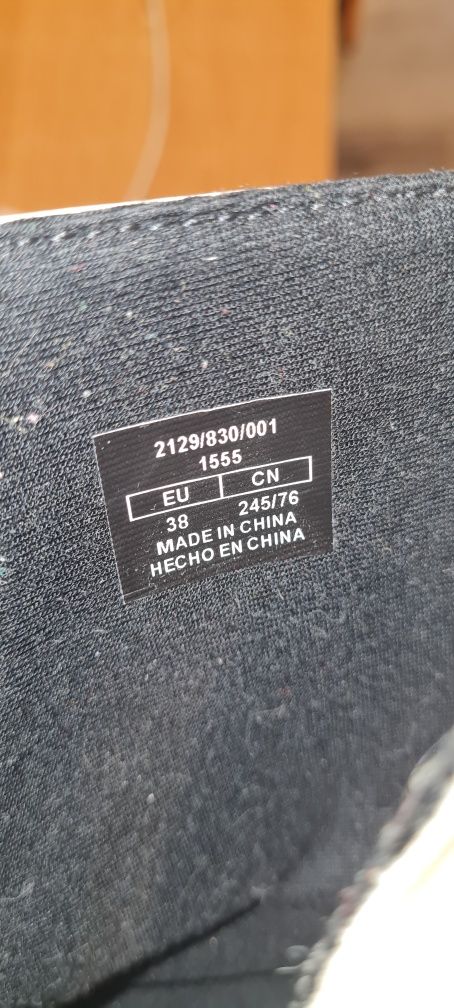 2129/830/001
1555
EU CN
38 245/76
MADE IN CHINA
HECHO EN CHINA